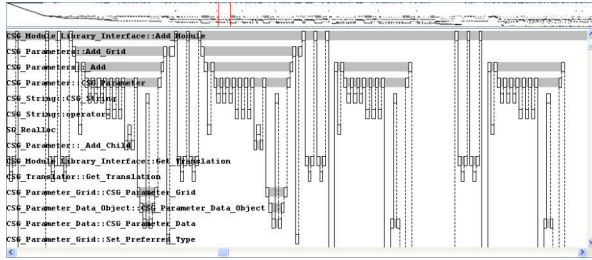 CSG_Module_Library_Interface::Add_Module
CSG_Parameters::Add_Grid
CSG_Parameters::_Add
CSG_Parameter::CSG_Parameter
CSG_String::CSG_String
CSG_String::operator
SG_Realloc
CSG_Parameter::_Add_Child
CSG_Module_Library_Interface::Get_Translation
CSG_Translator::Get_Translation
CSG_Parameter_Grid::CSG_Parameter_Grid
CSG_Parameter_Data_Object::CSG_Parameter_Data_Object
CSG_Parameter_Data::CSG_Parameter_Data
CSG_Parameter_Grid::Set_Preferred_Type